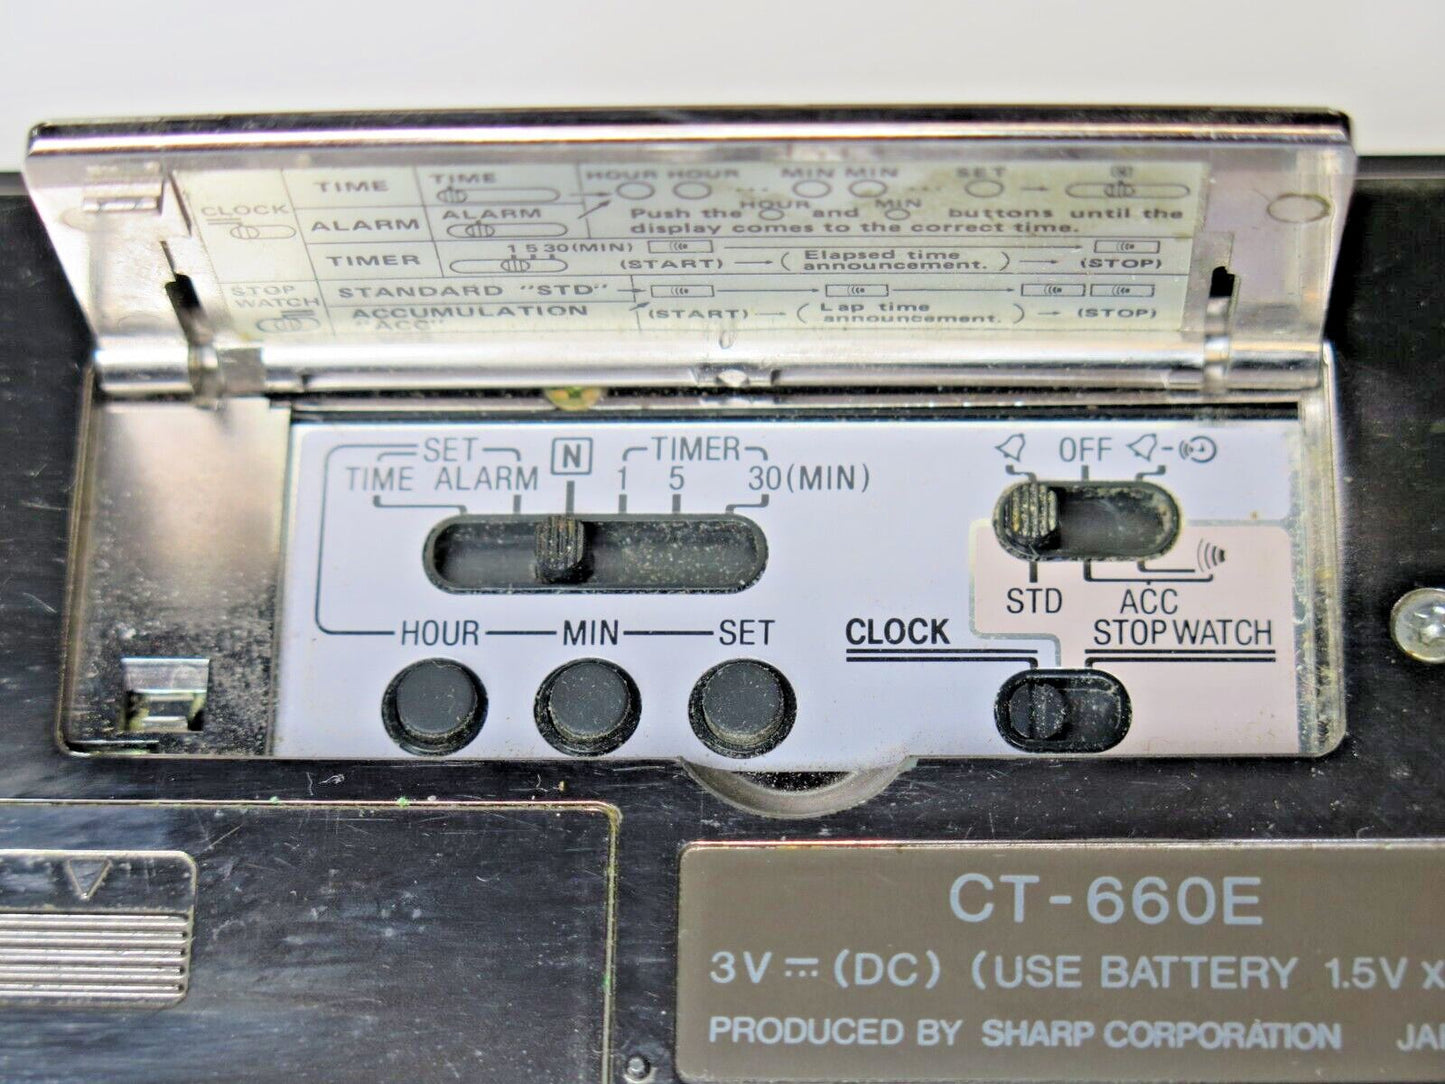 CLOCK TIME TIME HOUR HOUR ... MIN MIN ... SET → N
ALARM ALARM Push the HOUR and MIN buttons until the
display comes to the correct time.
TIMER 1 5 30(MIN) (START) → ( Elapsed time
announcement. ) → (STOP)
STOP
WATCH
STANDARD "STD"
ACCUMULATION
"ACC"
(START) → ( Lap time
announcement. ) → (STOP)
SET N TIMER
TIME ALARM 1 5 30(MIN)
OFF
STD ACC
HOUR MIN SET
CLOCK STOP WATCH
CT-660E
3V ⎓ (DC) (USE BATTERY 1.5V X
PRODUCED BY SHARP CORPORATION